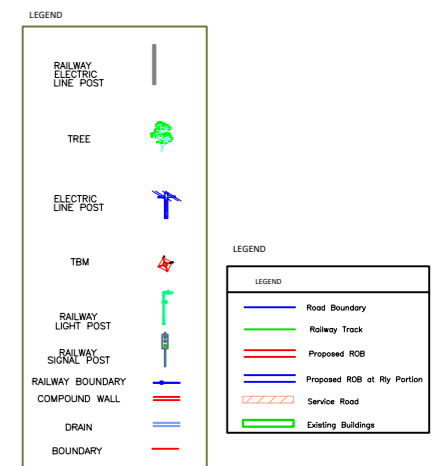 LEGEND
RAILWAY
ELECTRIC
LINE POST
TREE
ELECTRIC
LINE POST
TBM
RAILWAY
LIGHT POST
RAILWAY
SIGNAL POST
RAILWAY BOUNDARY
COMPOUND WALL
DRAIN
BOUNDARY
LEGEND
LEGEND
Road Boundary
Railway Track
Proposed ROB
Proposed ROB at Rly Portion
Service Road
Existing Buildings